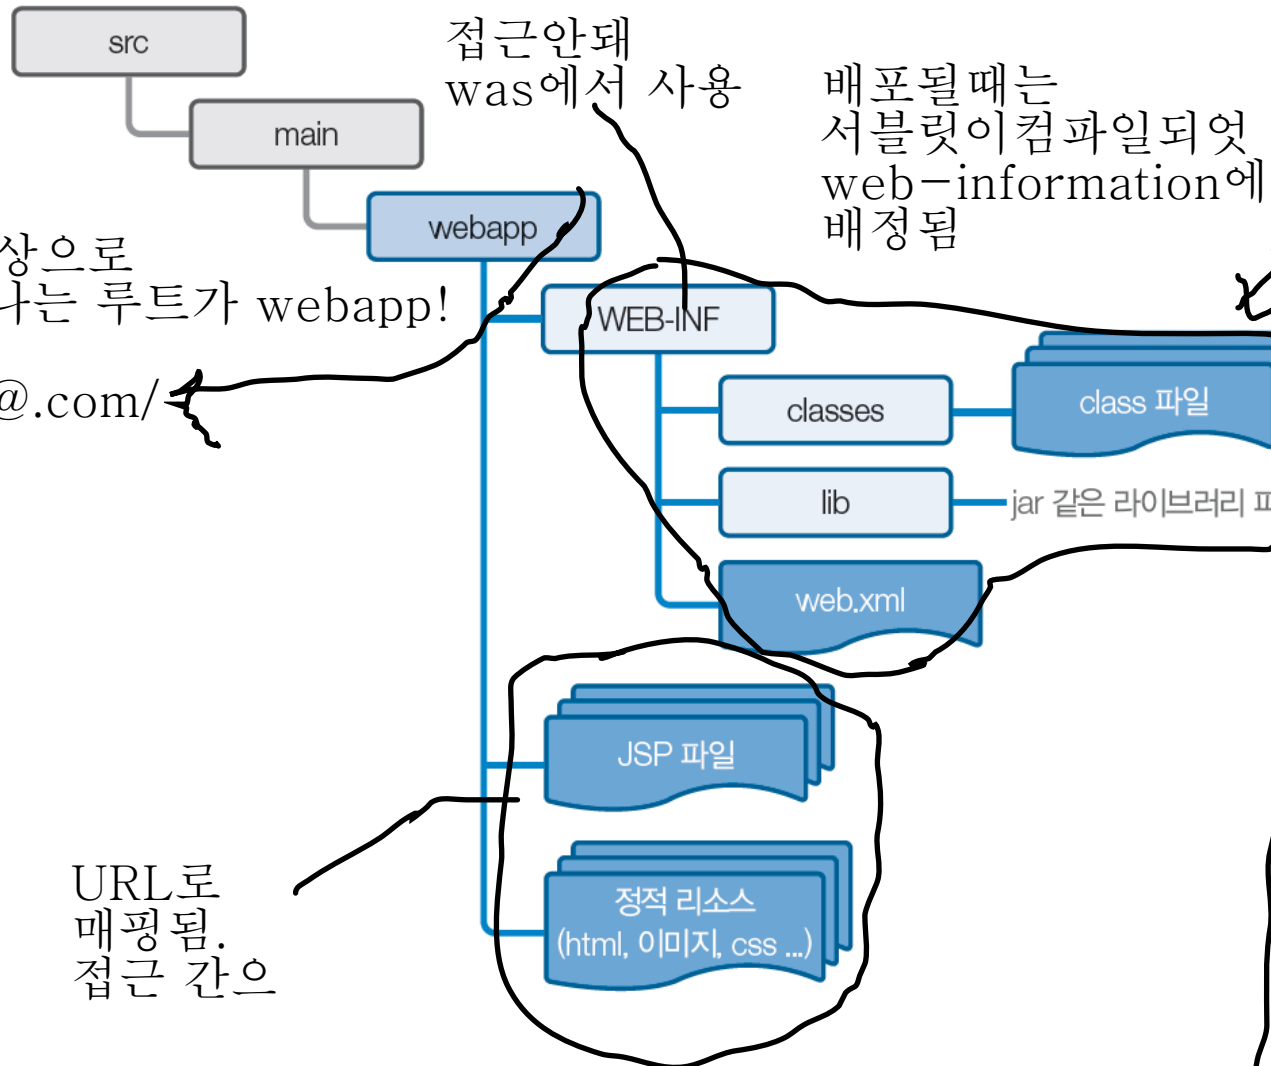 src
접근안돼
was에서 사용
배포될때는
서블릿이컴파일되엇
web-information에
배정됨
main
webapp
상으로
나는 루트가 webapp!
@.com/
WEB-INF
classes
class 파일
lib
jar 같은 라이브러리 파
web.xml
JSP 파일
URL로
매핑됨.
접근 간으
정적 리소스
(html, 이미지, css ...)